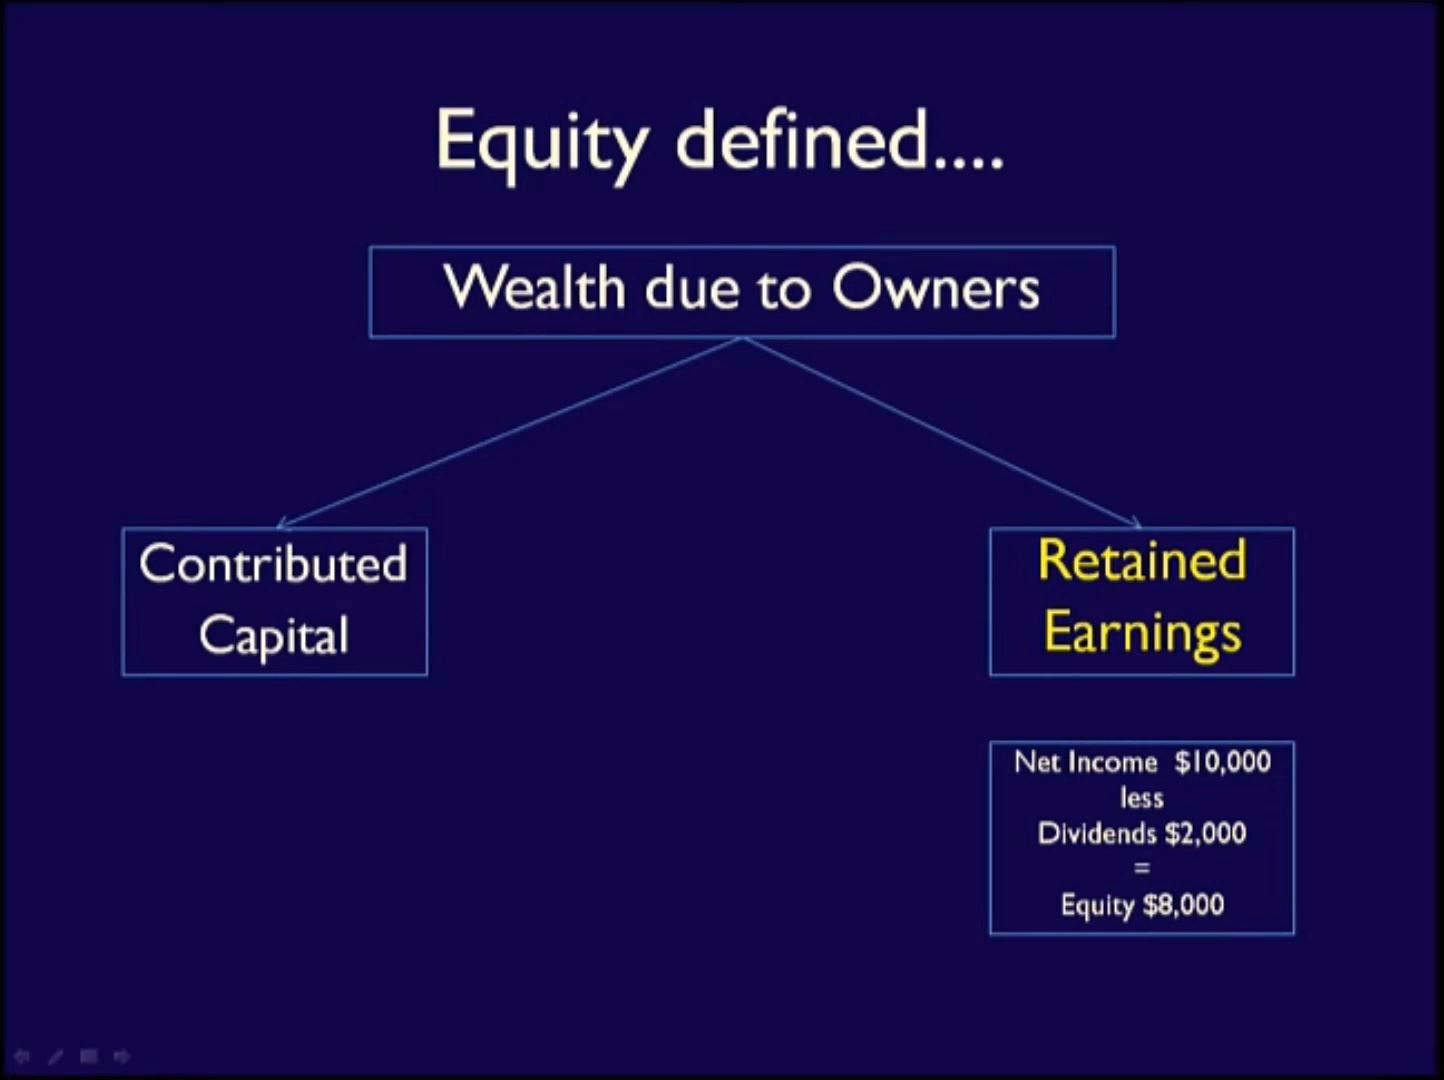 Equity defined....
Wealth due to Owners
Contributed
Capital
Retained
Earnings
Net Income $10,000
less
Dividends $2,000
=
Equity $8,000